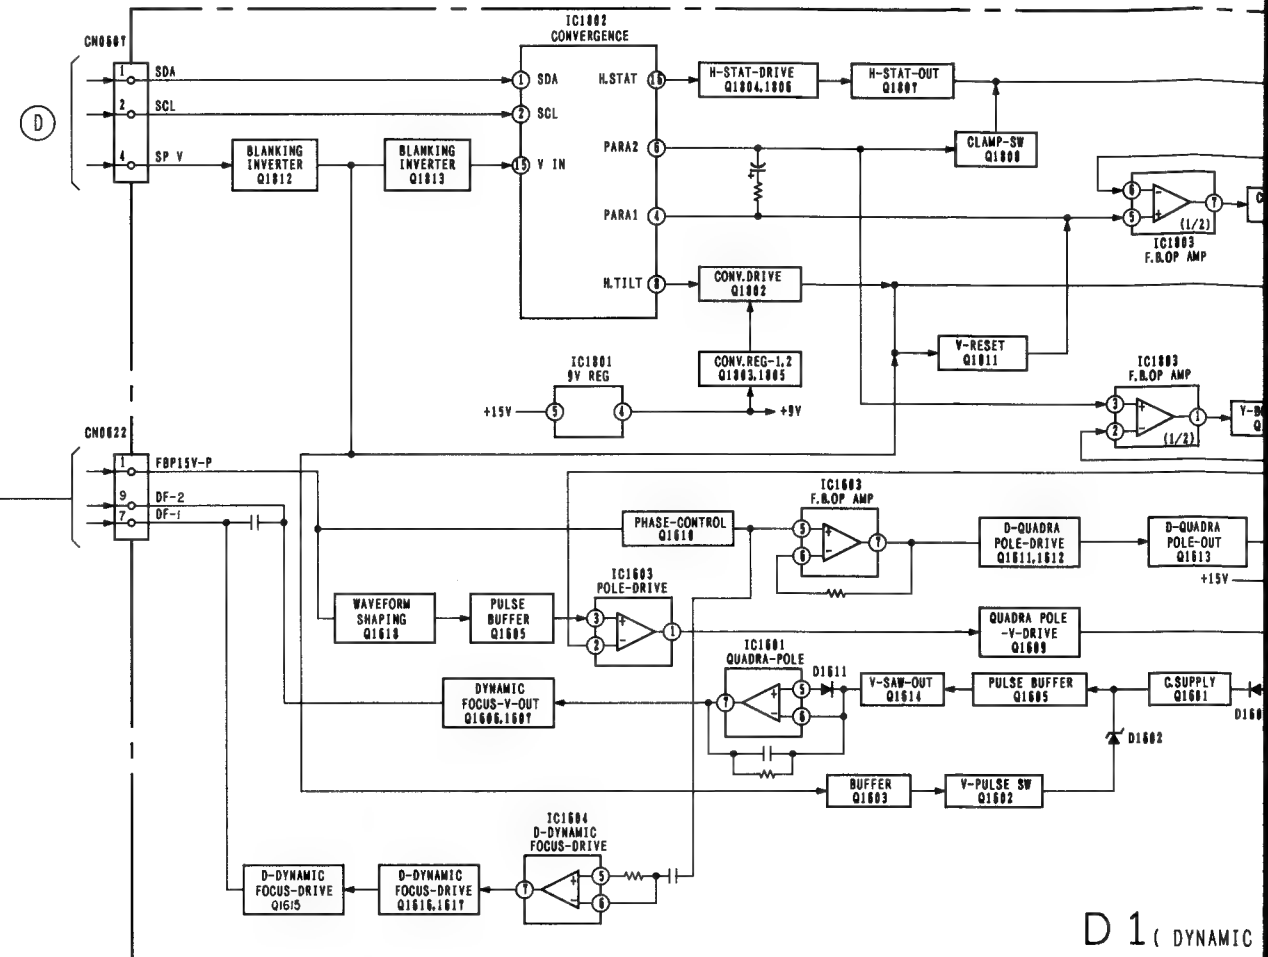 IC1802
CONVERGENCE
CN0607
1 SDA
2 SCL
4 SP V
D
BLANKING
INVERTER
Q1812
BLANKING
INVERTER
Q1813
1 SDA
2 SCL
15 V IN
H.STAT 16
PARA2 6
PARA1 4
H.TILT 8
H-STAT-DRIVE
Q1804,1806
H-STAT-OUT
Q1807
CLAMP-SW
Q1808
+
6
5
7
-
+
(1/2)
IC1803
F.B.OP AMP
CONV.DRIVE
Q1802
CONV.REG-1,2
Q1803,1805
V-RESET
Q1811
IC1801
9V REG
+15V 5 4 +9V
IC1803
F.B.OP AMP
3
2
1
+
-
(1/2)
CN0622
1 FBP15V-P
9 DF-2
7 DF-1
PHASE-CONTROL
Q1610
IC1603
F.B.OP AMP
5
6
7
+
-
D-QUADRA
POLE-DRIVE
Q1611,1612
D-QUADRA
POLE-OUT
Q1613
+15V
WAVEFORM
SHAPING
Q1618
PULSE
BUFFER
Q1605
IC1603
POLE-DRIVE
3
2
1
+
-
QUADRA POLE
-V-DRIVE
Q1609
DYNAMIC
FOCUS-V-OUT
Q1606,1607
IC1601
QUADRA-POLE
7
5
6
+
-
D1611
V-SAW-OUT
Q1614
PULSE BUFFER
Q1605
C.SUPPLY
Q1601
D1602
BUFFER
Q1603
V-PULSE SW
Q1602
IC1604
D-DYNAMIC
FOCUS-DRIVE
7
5
6
+
-
D-DYNAMIC
FOCUS-DRIVE
Q1615
D-DYNAMIC
FOCUS-DRIVE
Q1616,1617
D 1 ( DYNAMIC